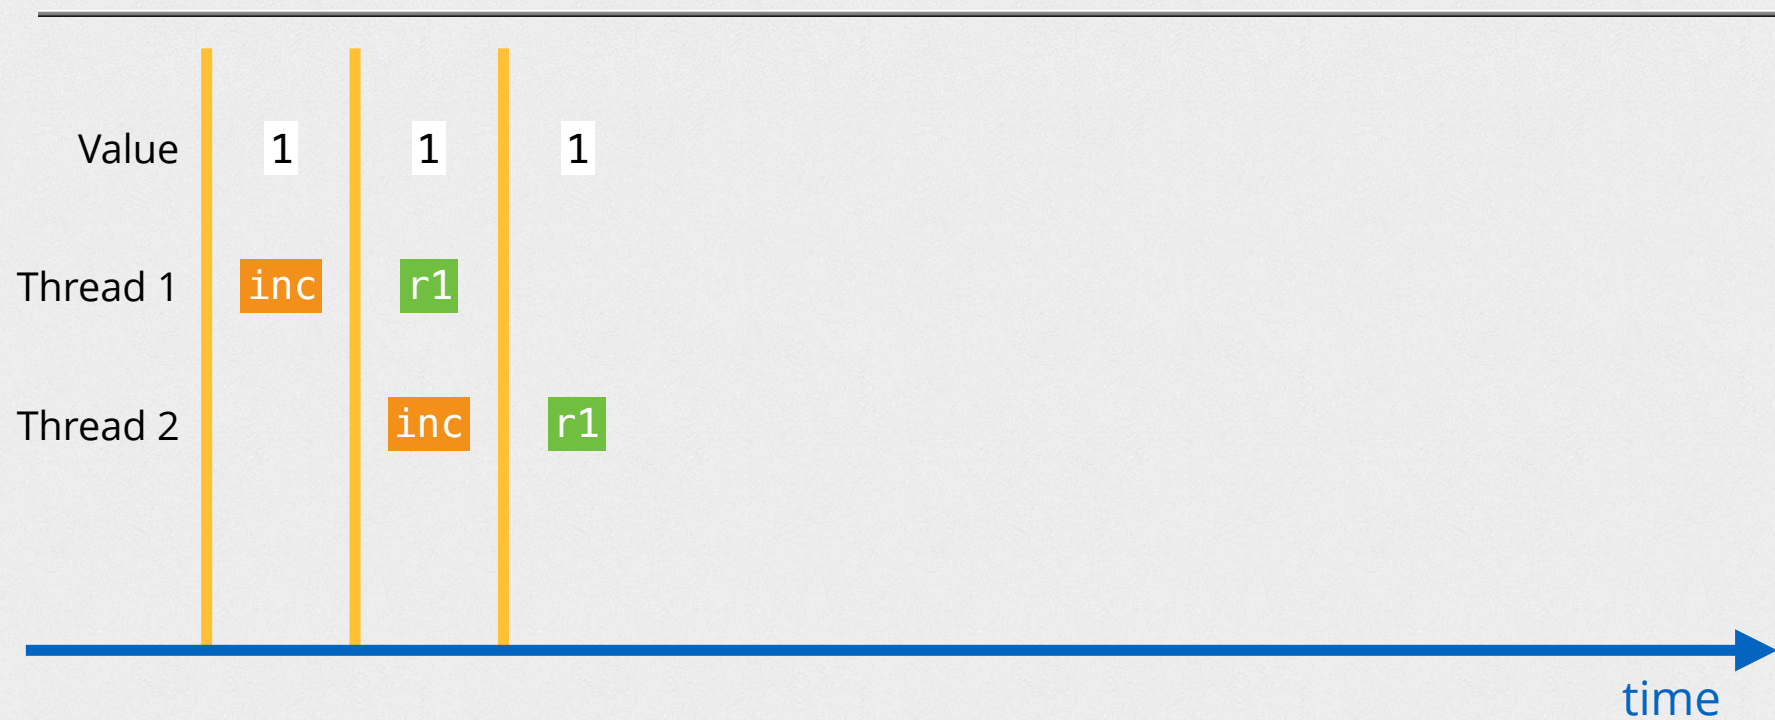 Value 1 1 1
Thread 1 inc r1
Thread 2 inc r1
time